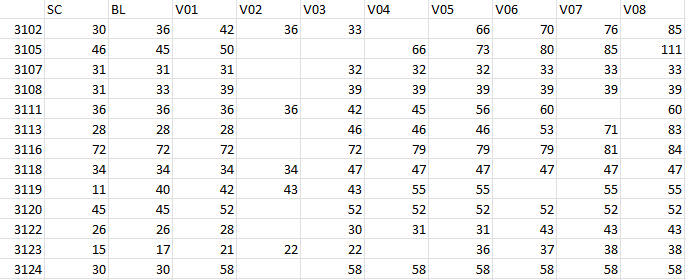 SC BL V01 V02 V03 V04 V05 V06 V07 V08
3102 30 36 42 36 33 66 70 76 85
3105 46 45 50 66 73 80 85 111
3107 31 31 31 32 32 32 33 33 33
3108 31 33 39 39 39 39 39 39 39
3111 36 36 36 36 42 45 56 60 60
3113 28 28 28 46 46 46 53 71 83
3116 72 72 72 72 79 79 79 81 84
3118 34 34 34 34 47 47 47 47 47 47
3119 11 40 42 43 43 55 55 55 55
3120 45 45 52 52 52 52 52 52 52
3122 26 26 28 30 31 31 43 43 43
3123 15 17 21 22 22 36 37 38 38
3124 30 30 58 58 58 58 58 58 58